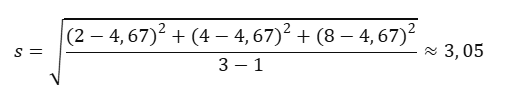 s = √((2 − 4,67)² + (4 − 4,67)² + (8 − 4,67)² / 3 − 1) ≈ 3,05